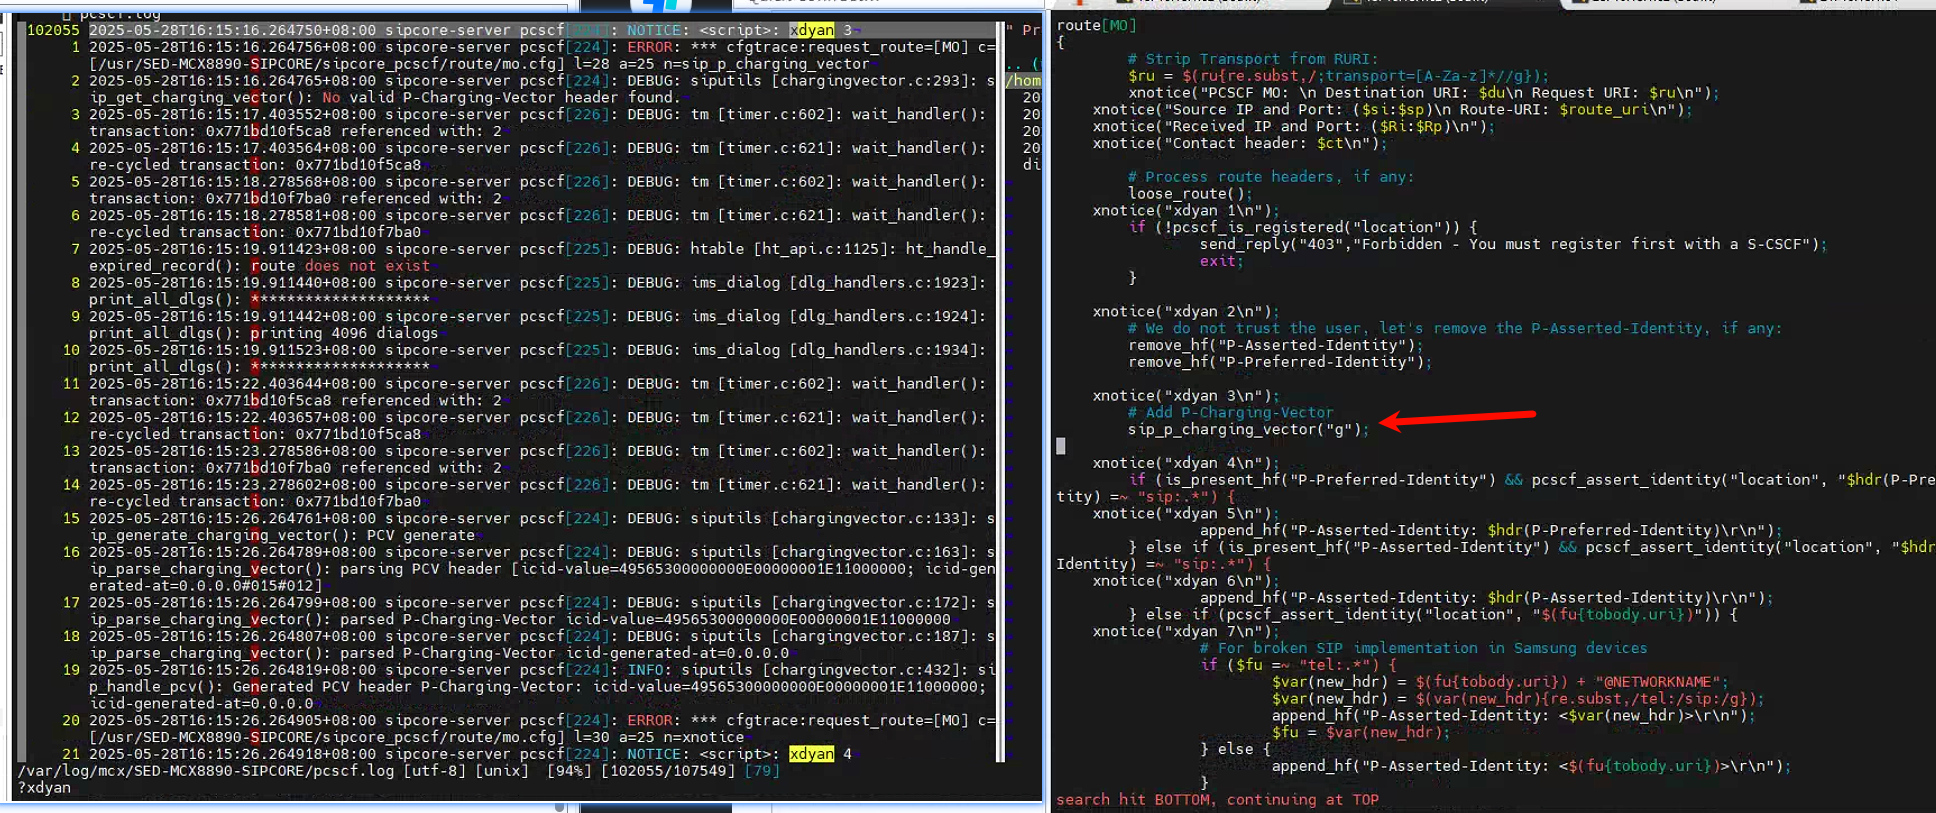 pcscf.log
102055 2025-05-28T16:15:16.264750+08:00 sipcore-server pcscf[224]: NOTICE: <script>: xdyan 3
1 2025-05-28T16:15:16.264756+08:00 sipcore-server pcscf[224]: ERROR: *** cfgtrace:request_route=[MO] c=
[/usr/SED-MCX8890-SIPCORE/sipcore_pcscf/route/mo.cfg] l=28 a=25 n=sip_p_charging_vector
2 2025-05-28T16:15:16.264765+08:00 sipcore-server pcscf[224]: DEBUG: siputils [chargingvector.c:293]: s
ip_get_charging_vector(): No valid P-Charging-Vector header found.
3 2025-05-28T16:15:17.403552+08:00 sipcore-server pcscf[226]: DEBUG: tm [timer.c:602]: wait_handler():
transaction: 0x771bd10f5ca8 referenced with: 2
4 2025-05-28T16:15:17.403564+08:00 sipcore-server pcscf[226]: DEBUG: tm [timer.c:621]: wait_handler():
re-cycled transaction: 0x771bd10f5ca8
5 2025-05-28T16:15:18.278568+08:00 sipcore-server pcscf[226]: DEBUG: tm [timer.c:602]: wait_handler():
transaction: 0x771bd10f7ba0 referenced with: 2
6 2025-05-28T16:15:18.278581+08:00 sipcore-server pcscf[226]: DEBUG: tm [timer.c:621]: wait_handler():
re-cycled transaction: 0x771bd10f7ba0
7 2025-05-28T16:15:19.911423+08:00 sipcore-server pcscf[225]: DEBUG: htable [ht_api.c:1125]: ht_handle_
expired_record(): route does not exist
8 2025-05-28T16:15:19.911440+08:00 sipcore-server pcscf[225]: DEBUG: ims_dialog [dlg_handlers.c:1923]:
print_all_dlgs(): ********************
9 2025-05-28T16:15:19.911442+08:00 sipcore-server pcscf[225]: DEBUG: ims_dialog [dlg_handlers.c:1924]:
print_all_dlgs(): printing 4096 dialogs
10 2025-05-28T16:15:19.911523+08:00 sipcore-server pcscf[225]: DEBUG: ims_dialog [dlg_handlers.c:1934]:
print_all_dlgs(): ********************
11 2025-05-28T16:15:22.403644+08:00 sipcore-server pcscf[226]: DEBUG: tm [timer.c:602]: wait_handler():
transaction: 0x771bd10f5ca8 referenced with: 2
12 2025-05-28T16:15:22.403657+08:00 sipcore-server pcscf[226]: DEBUG: tm [timer.c:621]: wait_handler():
re-cycled transaction: 0x771bd10f5ca8
13 2025-05-28T16:15:23.278586+08:00 sipcore-server pcscf[226]: DEBUG: tm [timer.c:602]: wait_handler():
transaction: 0x771bd10f7ba0 referenced with: 2
14 2025-05-28T16:15:23.278602+08:00 sipcore-server pcscf[226]: DEBUG: tm [timer.c:621]: wait_handler():
re-cycled transaction: 0x771bd10f7ba0
15 2025-05-28T16:15:26.264761+08:00 sipcore-server pcscf[224]: DEBUG: siputils [chargingvector.c:133]: s
ip_generate_charging_vector(): PCV generate
16 2025-05-28T16:15:26.264789+08:00 sipcore-server pcscf[224]: DEBUG: siputils [chargingvector.c:163]: s
ip_parse_charging_vector(): parsing PCV header [icid-value=49565300000000E00000001E11000000; icid-gen
erated-at=0.0.0.0#015#012]
17 2025-05-28T16:15:26.264799+08:00 sipcore-server pcscf[224]: DEBUG: siputils [chargingvector.c:172]: s
ip_parse_charging_vector(): parsed P-Charging-Vector icid-value=49565300000000E00000001E11000000
18 2025-05-28T16:15:26.264807+08:00 sipcore-server pcscf[224]: DEBUG: siputils [chargingvector.c:187]: s
ip_parse_charging_vector(): parsed P-Charging-Vector icid-generated-at=0.0.0.0
19 2025-05-28T16:15:26.264819+08:00 sipcore-server pcscf[224]: INFO: siputils [chargingvector.c:432]: si
p_handle_pcv(): Generated PCV header P-Charging-Vector: icid-value=49565300000000E00000001E11000000;
icid-generated-at=0.0.0.0
20 2025-05-28T16:15:26.264905+08:00 sipcore-server pcscf[224]: ERROR: *** cfgtrace:request_route=[MO] c=
[/usr/SED-MCX8890-SIPCORE/sipcore_pcscf/route/mo.cfg] l=30 a=25 n=xnotice
21 2025-05-28T16:15:26.264918+08:00 sipcore-server pcscf[224]: NOTICE: <script>: xdyan 4
/var/log/mcx/SED-MCX8890-SIPCORE/pcscf.log [utf-8] [unix] [94%] [102055/107549] [79]
?xdyan
" Pr
.. (
/hom
20
20
20
20
di
route[MO]
{
# Strip Transport from RURI:
$ru = $(ru{re.subst,/;transport=[A-Za-z]*//g});
xnotice("PCSCF MO: \n Destination URI: $du\n Request URI: $ru\n");
xnotice("Source IP and Port: ($si:$sp)\n Route-URI: $route_uri\n");
xnotice("Received IP and Port: ($Ri:$Rp)\n");
xnotice("Contact header: $ct\n");
# Process route headers, if any:
loose_route();
xnotice("xdyan 1\n");
if (!pcscf_is_registered("location")) {
send_reply("403","Forbidden - You must register first with a S-CSCF");
exit;
}
xnotice("xdyan 2\n");
# We do not trust the user, let's remove the P-Asserted-Identity, if any:
remove_hf("P-Asserted-Identity");
remove_hf("P-Preferred-Identity");
xnotice("xdyan 3\n");
# Add P-Charging-Vector
sip_p_charging_vector("g");
xnotice("xdyan 4\n");
if (is_present_hf("P-Preferred-Identity") && pcscf_assert_identity("location", "$hdr(P-Pre
tity) =~ "sip:.*") {
xnotice("xdyan 5\n");
append_hf("P-Asserted-Identity: $hdr(P-Preferred-Identity)\r\n");
} else if (is_present_hf("P-Asserted-Identity") && pcscf_assert_identity("location", "$hdr
Identity) =~ "sip:.*") {
xnotice("xdyan 6\n");
append_hf("P-Asserted-Identity: $hdr(P-Asserted-Identity)\r\n");
} else if (pcscf_assert_identity("location", "$(fu{tobody.uri})")) {
xnotice("xdyan 7\n");
# For broken SIP implementation in Samsung devices
if ($fu =~ "tel:.*") {
$var(new_hdr) = $(fu{tobody.uri}) + "@NETWORKNAME";
$var(new_hdr) = $(var(new_hdr){re.subst,/tel:/sip:/g});
append_hf("P-Asserted-Identity: <$var(new_hdr)>\r\n");
$fu = $var(new_hdr);
} else {
append_hf("P-Asserted-Identity: <$(fu{tobody.uri})>\r\n");
}
search hit BOTTOM, continuing at TOP